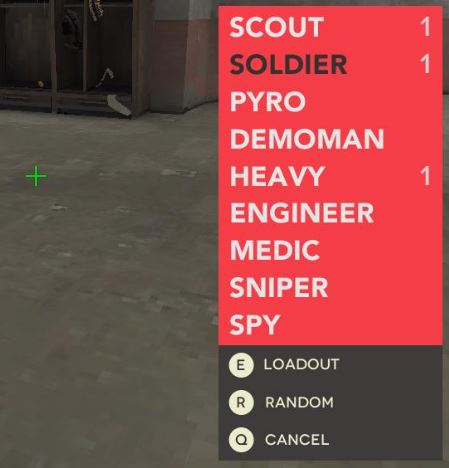 SCOUT 1
SOLDIER 1
PYRO
DEMOMAN
HEAVY 1
ENGINEER
MEDIC
SNIPER
SPY
E LOADOUT
R RANDOM
Q CANCEL